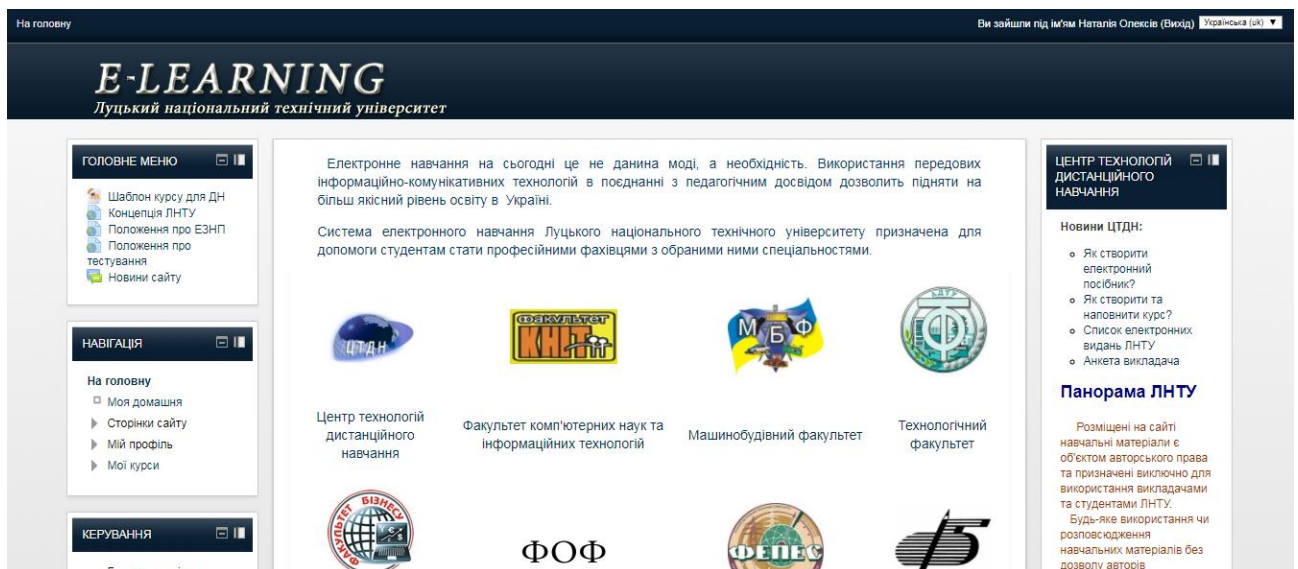 На головну
Ви зайшли під ім'ям Наталія Олексів (Вихід) Українська (uk)
E-LEARNING
Луцький національний технічний університет
ГОЛОВНЕ МЕНЮ
Шаблон курсу для ДН
Концепція ЛНТУ
Положення про ЕЗНП
Положення про
тестування
Новини сайту
НАВІГАЦІЯ
На головну
Моя домашня
Сторінки сайту
Мій профіль
Мої курси
КЕРУВАННЯ
Електронне навчання на сьогодні це не данина моді, а необхідність. Використання передових
інформаційно-комунікативних технологій в поєднанні з педагогічним досвідом дозволить підняти на
більш якісний рівень освіту в Україні.
Система електронного навчання Луцького національного технічного університету призначена для
допомоги студентам стати професійними фахівцями з обраними ними спеціальностями.
ЦТДН
ФАКУЛЬТЕТ
КНІТ
МБФ
ЛДТУ
Центр технологій
дистанційного
навчання
Факультет комп'ютерних наук та
інформаційних технологій
Машинобудівний факультет
Технологічний
факультет
ФАКУЛЬТЕТ БІЗНЕСУ
ФОФ
ФЕПЕС
ЦЕНТР ТЕХНОЛОГІЙ
ДИСТАНЦІЙНОГО
НАВЧАННЯ
Новини ЦТДН:
Як створити
електронний
посібник?
Як створити та
наповнити курс?
Список електронних
видань ЛНТУ
Анкета викладача
Панорама ЛНТУ
Розміщені на сайті
навчальні матеріали є
об'єктом авторського права
та призначені виключно для
використання викладачами
та студентами ЛНТУ.
Будь-яке використання чи
розповсюдження
навчальних матеріалів без
дозволу авторів